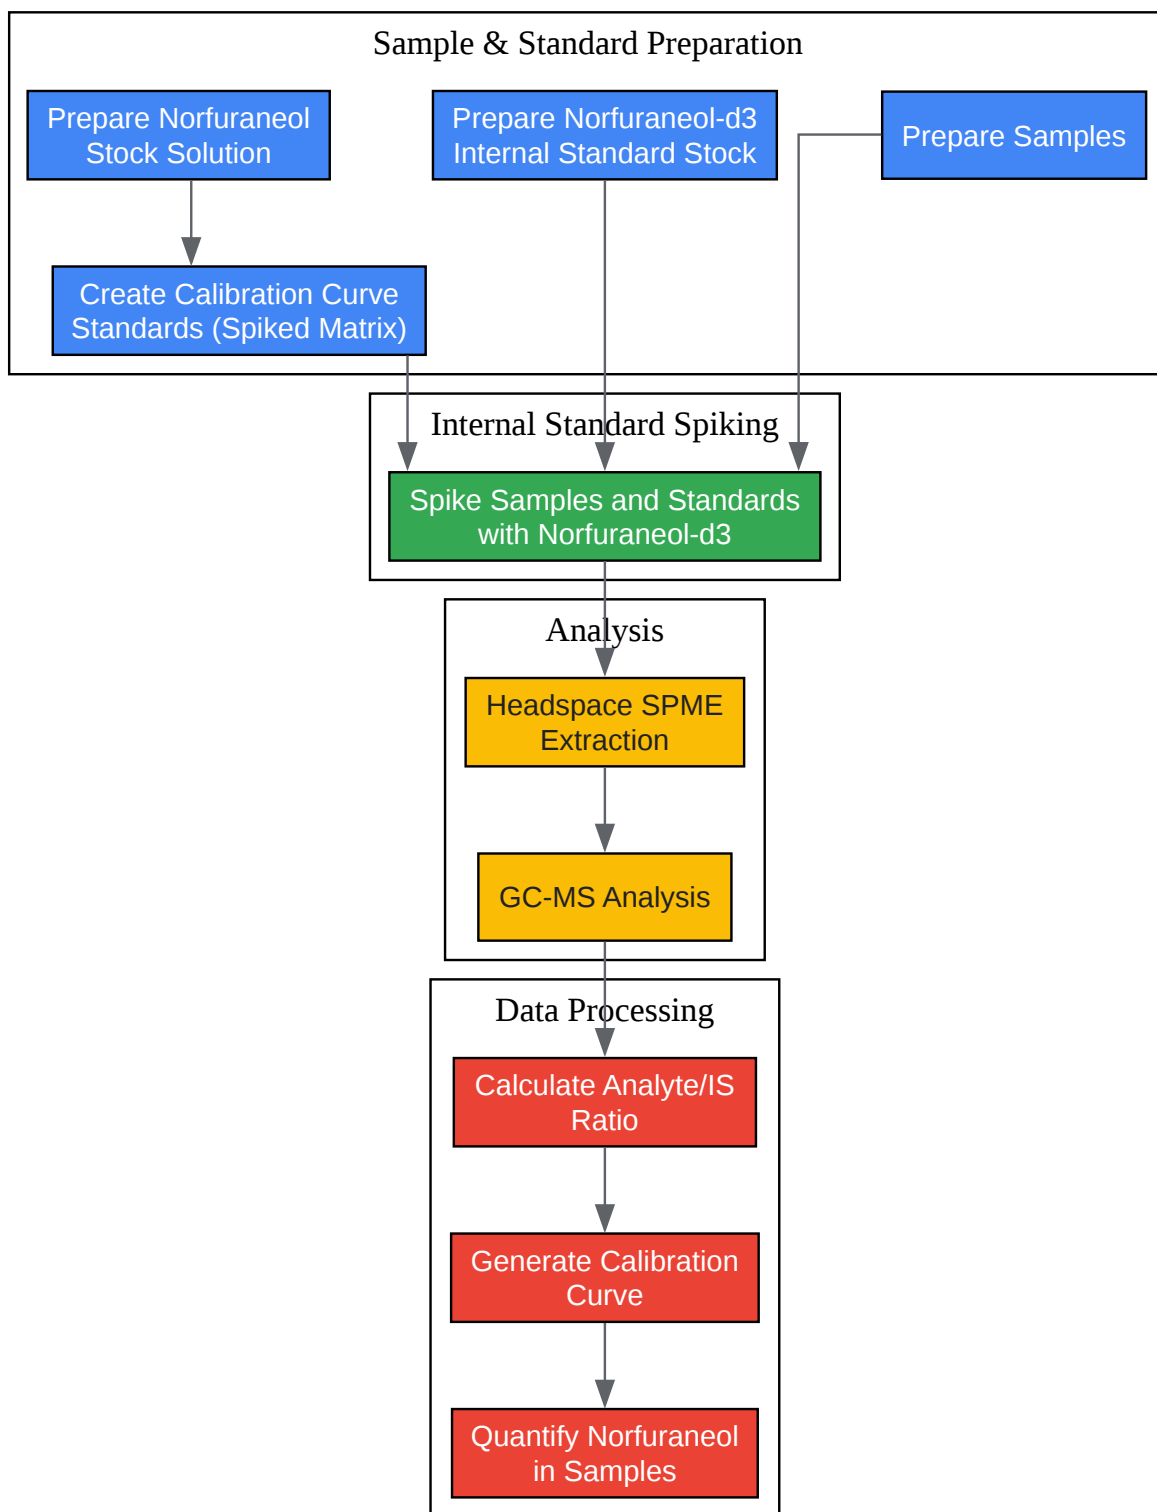 Sample & Standard Preparation
Prepare Norfuraneol
Stock Solution
Prepare Norfuraneol-d3
Internal Standard Stock
Prepare Samples
Create Calibration Curve
Standards (Spiked Matrix)
Internal Standard Spiking
Spike Samples and Standards
with Norfuraneol-d3
Analysis
Headspace SPME
Extraction
GC-MS Analysis
Data Processing
Calculate Analyte/IS
Ratio
Generate Calibration
Curve
Quantify Norfuraneol
in Samples